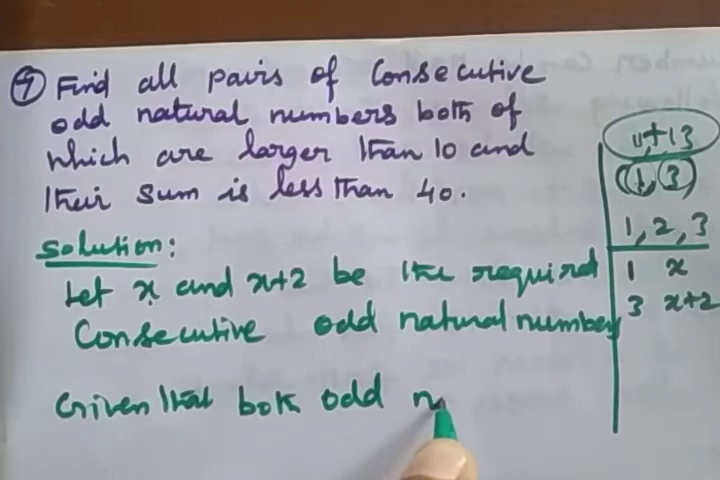 9 Find all pairs of Consecutive
odd natural numbers both of
which are larger than 10 and
their sum is less than 40.
Solution:
Let x and x+2 be the required
Consecutive odd natural number
Given that both odd n
11+13
(1, 3)
1, 2, 3
1 x
3 x+2